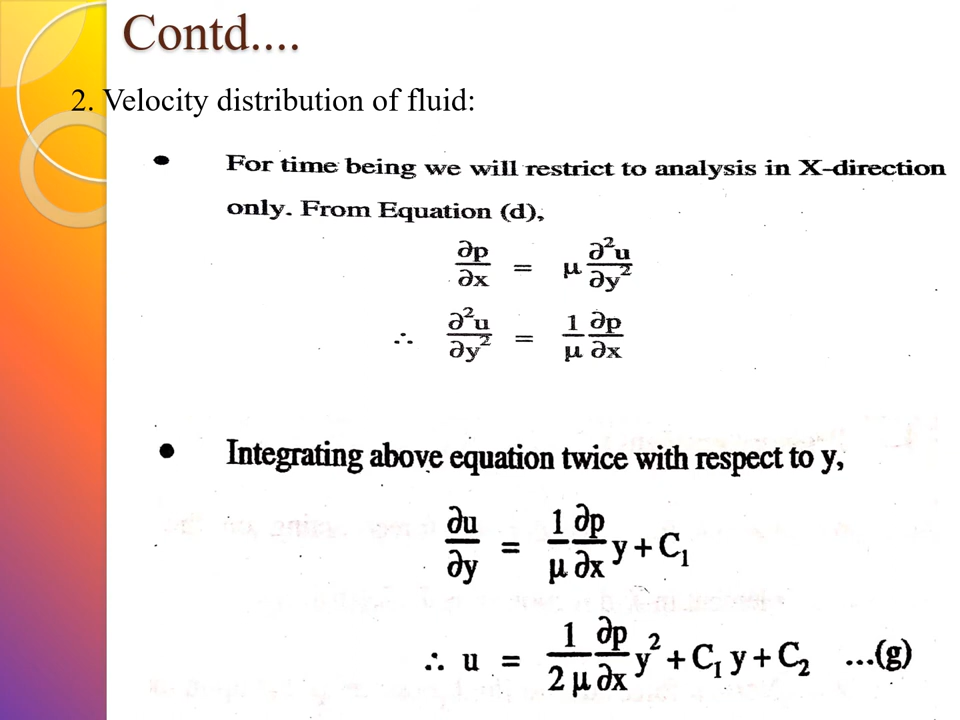 Contd....
2. Velocity distribution of fluid:
• For time being we will restrict to analysis in X-direction
only. From Equation (d),
∂p/∂x = μ ∂²u/∂y²
∴ ∂²u/∂y² = 1/μ ∂p/∂x
• Integrating above equation twice with respect to y,
∂u/∂y = 1/μ ∂p/∂x y + C₁
∴ u = 1/2μ ∂p/∂x y² + C₁ y + C₂ ...(g)